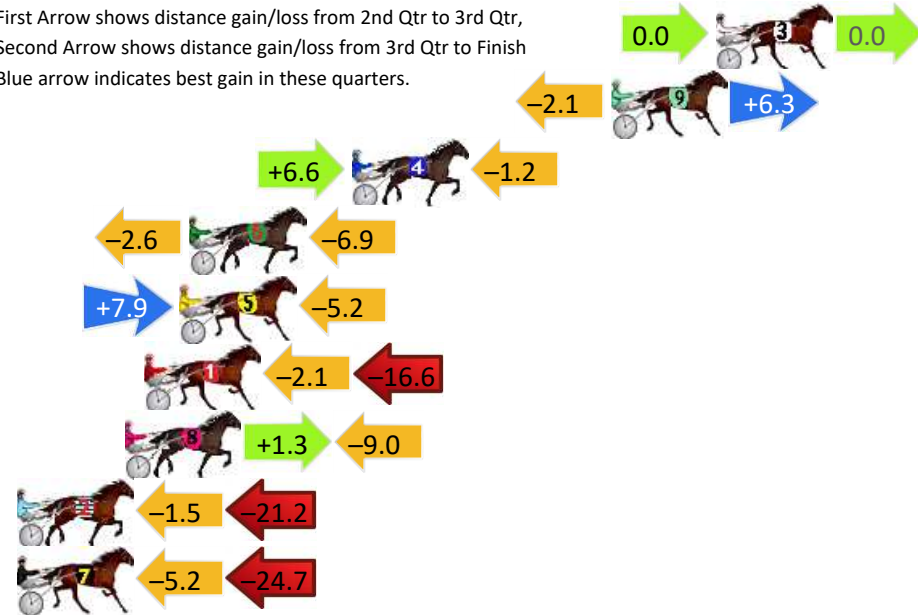 First Arrow shows distance gain/loss from 2nd Qtr to 3rd Qtr,
Second Arrow shows distance gain/loss from 3rd Qtr to Finish
Blue arrow indicates best gain in these quarters.
0.0 3 0.0
–2.1 9 +6.3
+6.6 4 –1.2
–2.6 6 –6.9
+7.9 5 –5.2
1 –2.1 –16.6
8 +1.3 –9.0
2 –1.5 –21.2
7 –5.2 –24.7